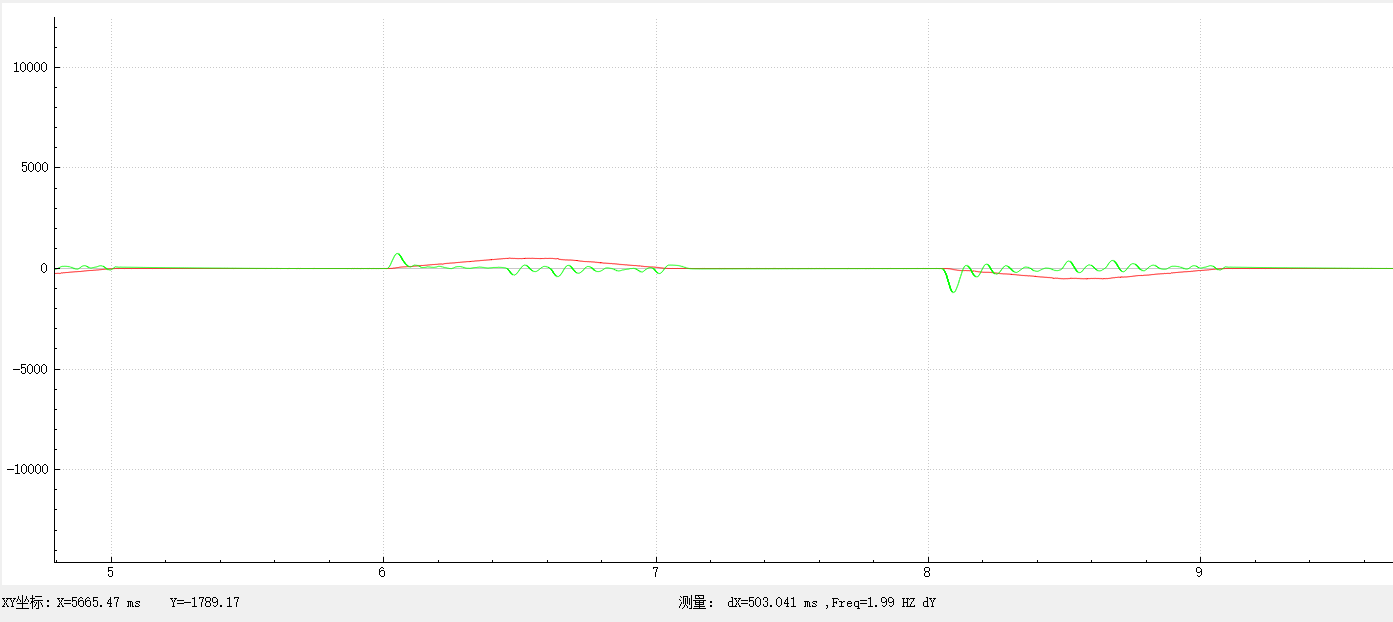 10000
5000
0
-5000
-10000
5 6 7 8 9
XY坐标: X=5665.47 ms Y=-1789.17 测量: dX=503.041 ms ,Freq=1.99 HZ dY